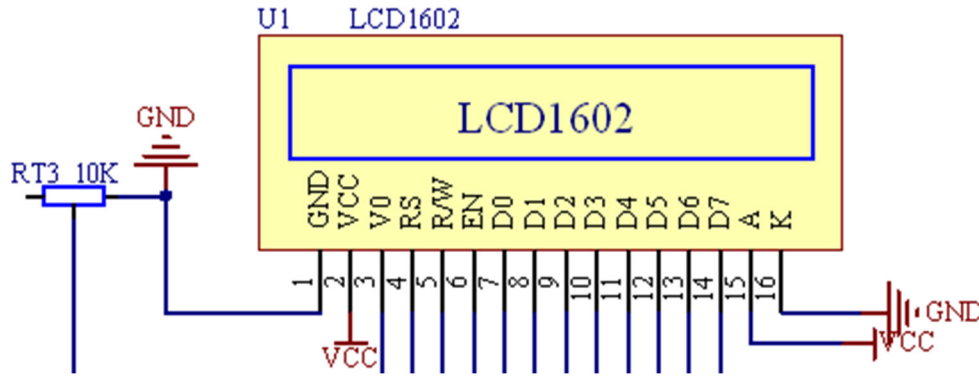 U1 LCD1602
LCD1602
GND
RT3 10K
GND
VCC
V0
RS
R/W
EN
D0
D1
D2
D3
D4
D5
D6
D7
A
K
1
2
3
4
5
6
7
8
9
10
11
12
13
14
15
16
GND
VCC
VCC